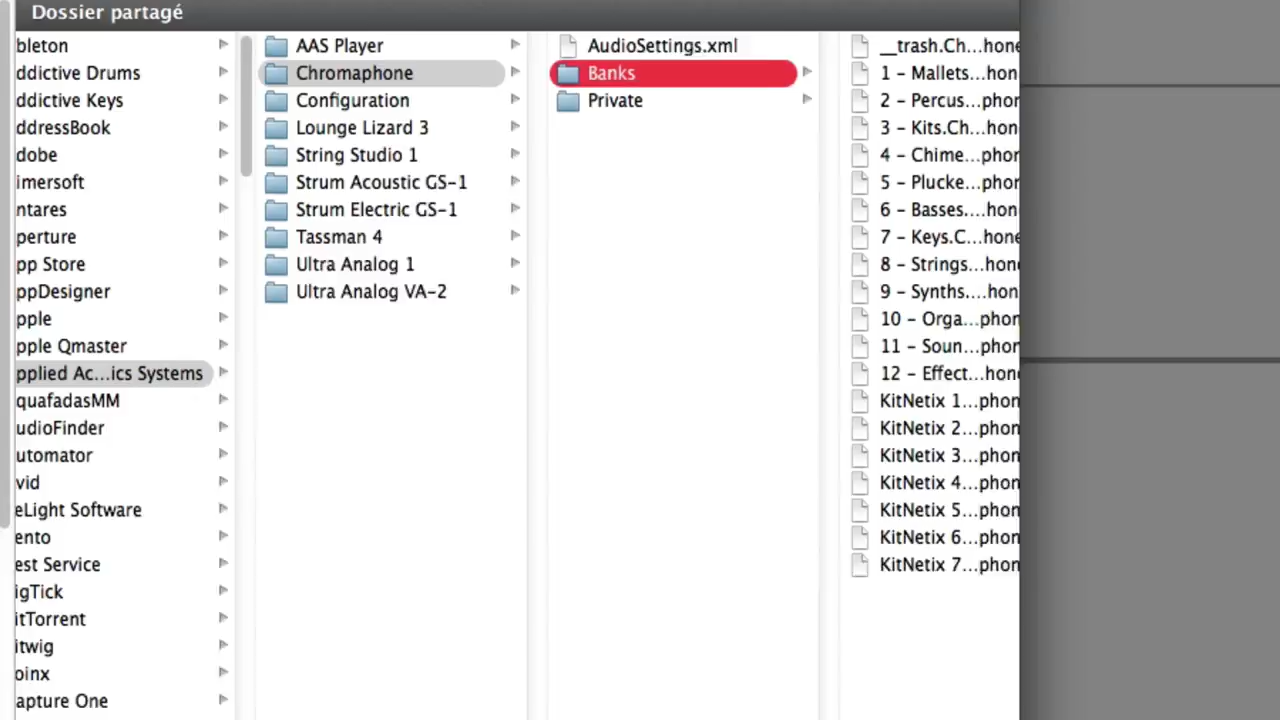 Dossier partagé
bleton
ddictive Drums
ddictive Keys
ddressBook
dobe
imersoft
ntares
perture
pp Store
ppDesigner
pple
pple Qmaster
pplied Ac...ics Systems
quafadasMM
udioFinder
utomator
vid
eLight Software
ento
est Service
igTick
itTorrent
itwig
oinx
apture One
AAS Player
Chromaphone
Configuration
Lounge Lizard 3
String Studio 1
Strum Acoustic GS-1
Strum Electric GS-1
Tassman 4
Ultra Analog 1
Ultra Analog VA-2
AudioSettings.xml
Banks
Private
__trash.Ch...hone
1 - Mallets...hon
2 - Percus...phon
3 - Kits.Ch...hon
4 - Chime...phon
5 - Plucke...phon
6 - Basses....hon
7 - Keys.C...hone
8 - Strings...hon
9 - Synths....hon
10 - Orga...phon
11 - Soun...phon
12 - Effect...hon
KitNetix 1...phon
KitNetix 2...phon
KitNetix 3...phon
KitNetix 4...phon
KitNetix 5...phon
KitNetix 6...phon
KitNetix 7...phon